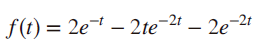 f(t) = 2e⁻ᵗ – 2te⁻²ᵗ – 2e⁻²ᵗ